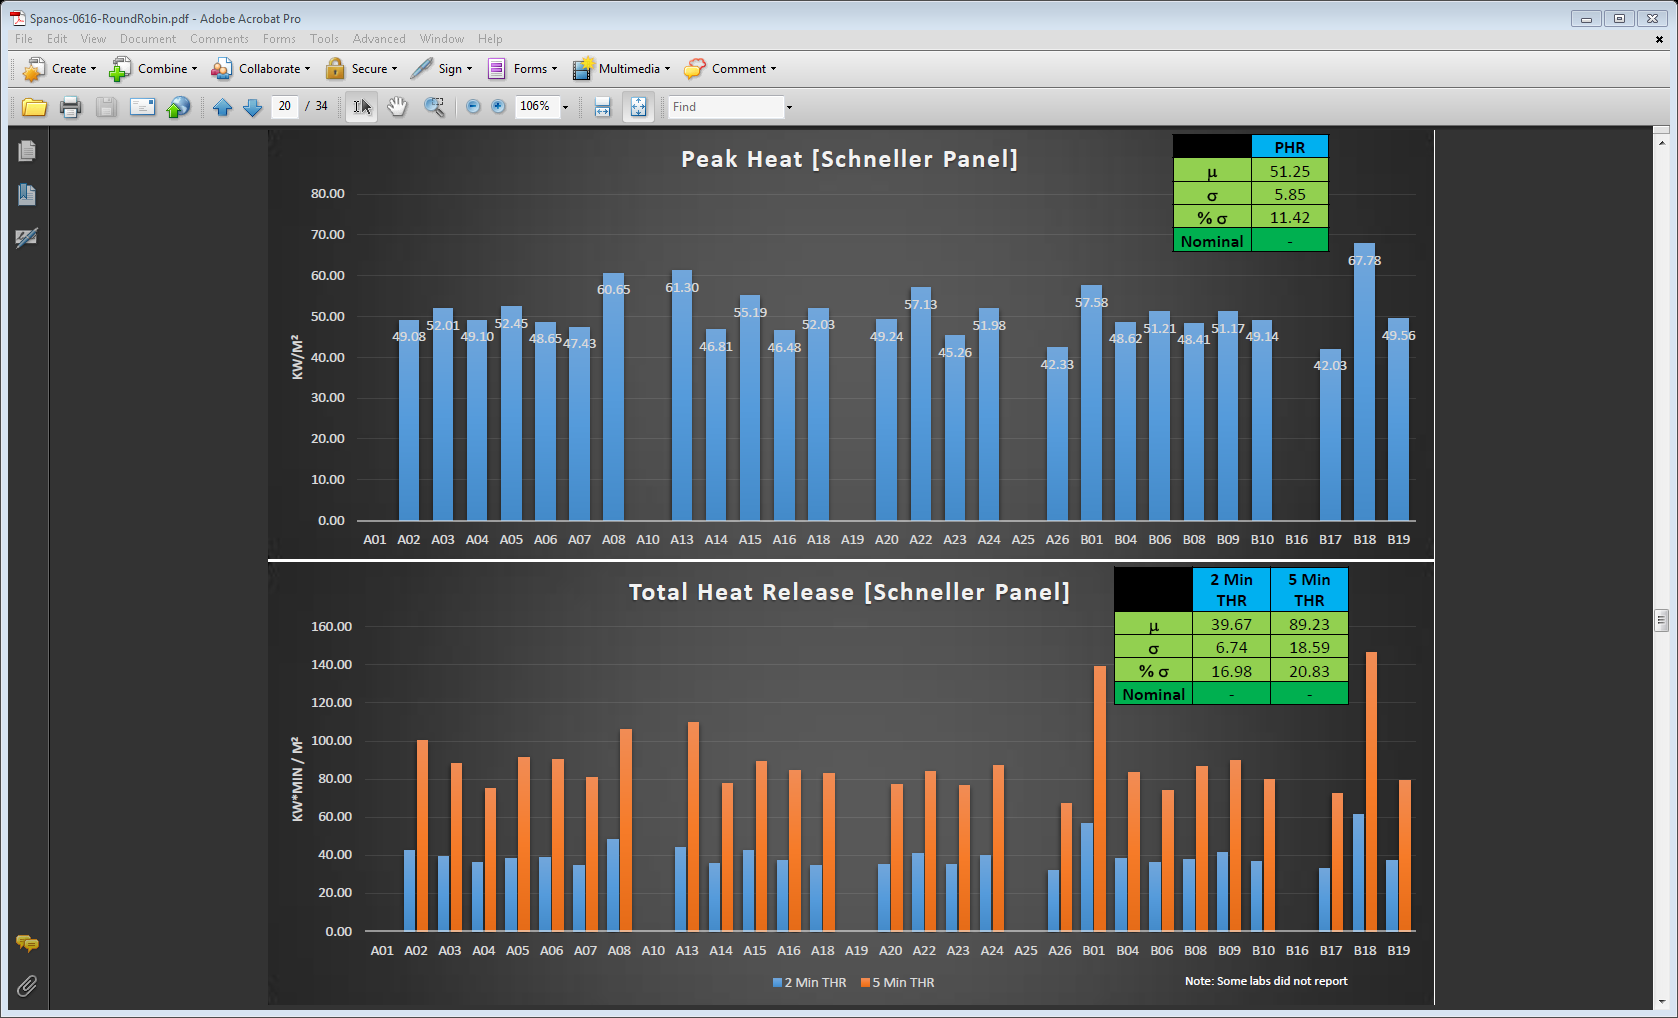 Spanos-0616-RoundRobin.pdf - Adobe Acrobat Pro
File Edit View Document Comments Forms Tools Advanced Window Help
Create Combine Collaborate Secure Sign Forms Multimedia Comment
20 / 34 106% Find
Peak Heat [Schneller Panel]
PHR
μ 51.25
σ 5.85
% σ 11.42
Nominal -
KW/M²
80.00
70.00
60.00
50.00
40.00
30.00
20.00
10.00
0.00
49.08 52.01 49.10 52.45 48.65 47.43 60.65 61.30 46.81 55.19 46.48 52.03 49.24 57.13 45.26 51.98 42.33 57.58 48.62 51.21 48.41 51.17 49.14 42.03 67.78 49.56
A01 A02 A03 A04 A05 A06 A07 A08 A10 A13 A14 A15 A16 A18 A19 A20 A22 A23 A24 A25 A26 B01 B04 B06 B08 B09 B10 B16 B17 B18 B19
Total Heat Release [Schneller Panel]
2 Min THR 5 Min THR
μ 39.67 89.23
σ 6.74 18.59
% σ 16.98 20.83
Nominal - -
KW*MIN / M²
160.00
140.00
120.00
100.00
80.00
60.00
40.00
20.00
0.00
A01 A02 A03 A04 A05 A06 A07 A08 A10 A13 A14 A15 A16 A18 A19 A20 A22 A23 A24 A25 A26 B01 B04 B06 B08 B09 B10 B16 B17 B18 B19
2 Min THR 5 Min THR
Note: Some labs did not report